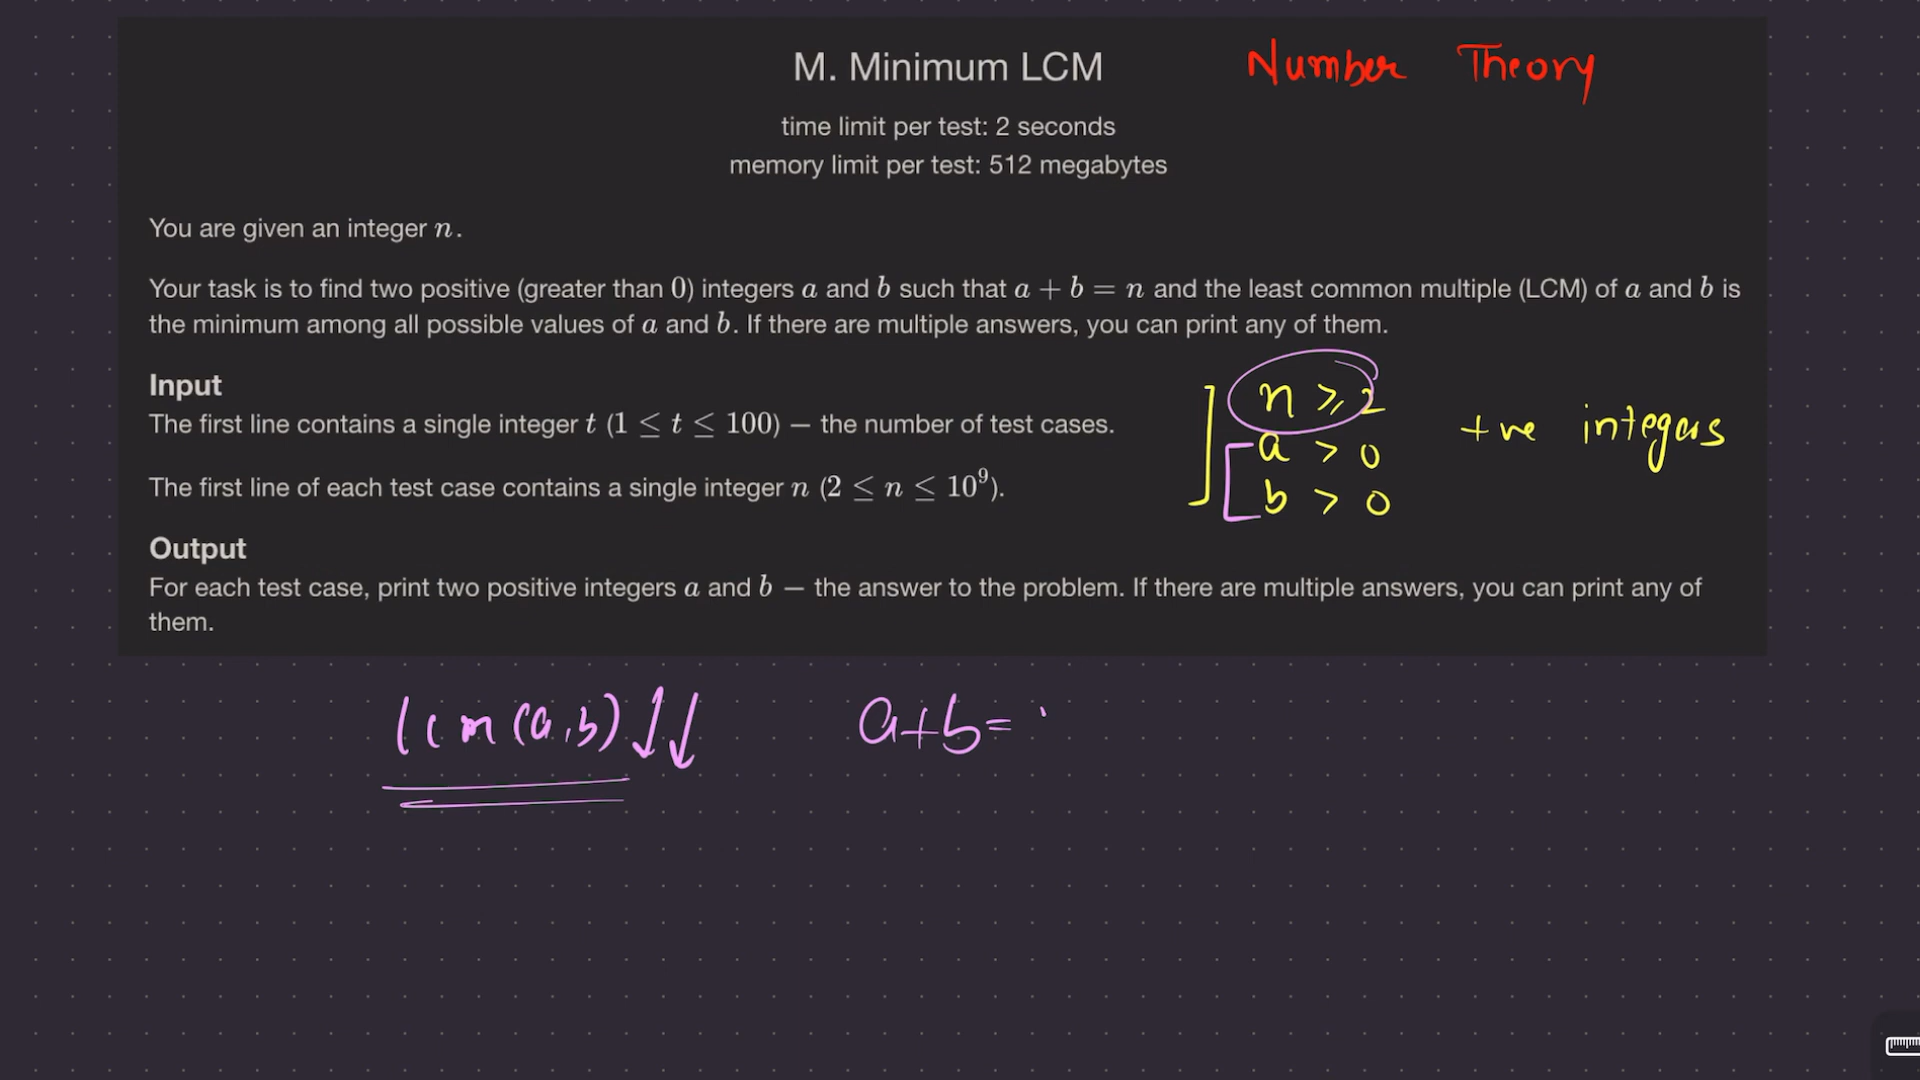 M. Minimum LCM
Number Theory
time limit per test: 2 seconds
memory limit per test: 512 megabytes
You are given an integer n.
Your task is to find two positive (greater than 0) integers a and b such that a + b = n and the least common multiple (LCM) of a and b is
the minimum among all possible values of a and b. If there are multiple answers, you can print any of them.
Input
The first line contains a single integer t (1 ≤ t ≤ 100) — the number of test cases.
The first line of each test case contains a single integer n (2 ≤ n ≤ 10⁹).
n ⩾ 2
a > 0
b > 0
+ve integers
Output
For each test case, print two positive integers a and b — the answer to the problem. If there are multiple answers, you can print any of
them.
lcm (a,b) ↓↓
a+b=